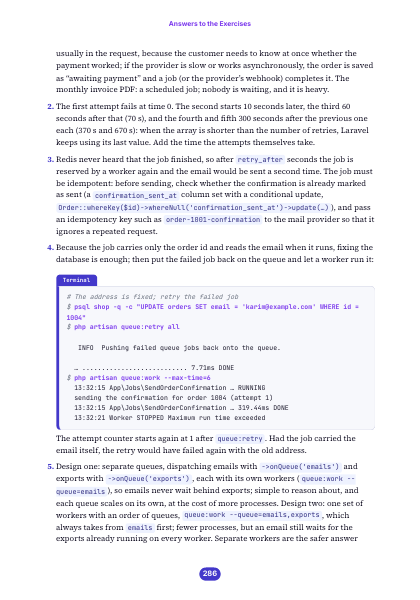 Answers to the Exercises
usually in the request, because the customer needs to know at once whether the
payment worked; if the provider is slow or works asynchronously, the order is saved
as “awaiting payment” and a job (or the provider’s webhook) completes it. The
monthly invoice PDF: a scheduled job; nobody is waiting, and it is heavy.
2. The first attempt fails at time 0. The second starts 10 seconds later, the third 60
seconds after that (70 s), and the fourth and fifth 300 seconds after the previous one
each (370 s and 670 s): when the array is shorter than the number of retries, Laravel
keeps using its last value. Add the time the attempts themselves take.
3. Redis never heard that the job finished, so after retry_after seconds the job is
reserved by a worker again and the email would be sent a second time. The job must
be idempotent: before sending, check whether the confirmation is already marked
as sent (a confirmation_sent_at column set with a conditional update,
Order::whereKey($id)->whereNull('confirmation_sent_at')->update(…)), and pass
an idempotency key such as order-1001-confirmation to the mail provider so that it
ignores a repeated request.
4. Because the job carries only the order id and reads the email when it runs, fixing the
database is enough; then put the failed job back on the queue and let a worker run it:
Terminal
# The address is fixed; retry the failed job
$ psql shop -q -c "UPDATE orders SET email = 'karim@example.com' WHERE id =
1004"
$ php artisan queue:retry all
INFO Pushing failed queue jobs back onto the queue.
… ........................... 7.71ms DONE
$ php artisan queue:work --max-time=6
13:32:15 App\Jobs\SendOrderConfirmation … RUNNING
sending the confirmation for order 1004 (attempt 1)
13:32:15 App\Jobs\SendOrderConfirmation … 319.44ms DONE
13:32:21 Worker STOPPED Maximum run time exceeded
The attempt counter starts again at 1 after queue:retry. Had the job carried the
email itself, the retry would have failed again with the old address.
5. Design one: separate queues, dispatching emails with ->onQueue('emails') and
exports with ->onQueue('exports'), each with its own workers (queue:work --
queue=emails), so emails never wait behind exports; simple to reason about, and
each queue scales on its own, at the cost of more processes. Design two: one set of
workers with an order of queues, queue:work --queue=emails,exports, which
always takes from emails first; fewer processes, but an email still waits for the
exports already running on every worker. Separate workers are the safer answer
286